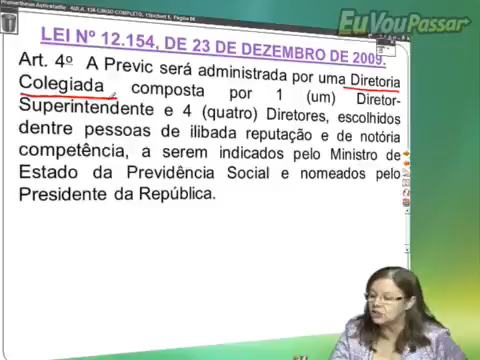 EuVouPassar
LEI Nº 12.154, DE 23 DE DEZEMBRO DE 2009.
Art. 4º A Previc será administrada por uma Diretoria
Colegiada composta por 1 (um) Diretor-
Superintendente e 4 (quatro) Diretores, escolhidos
dentre pessoas de ilibada reputação e de notória
competência, a serem indicados pelo Ministro de
Estado da Previdência Social e nomeados pelo
Presidente da República.